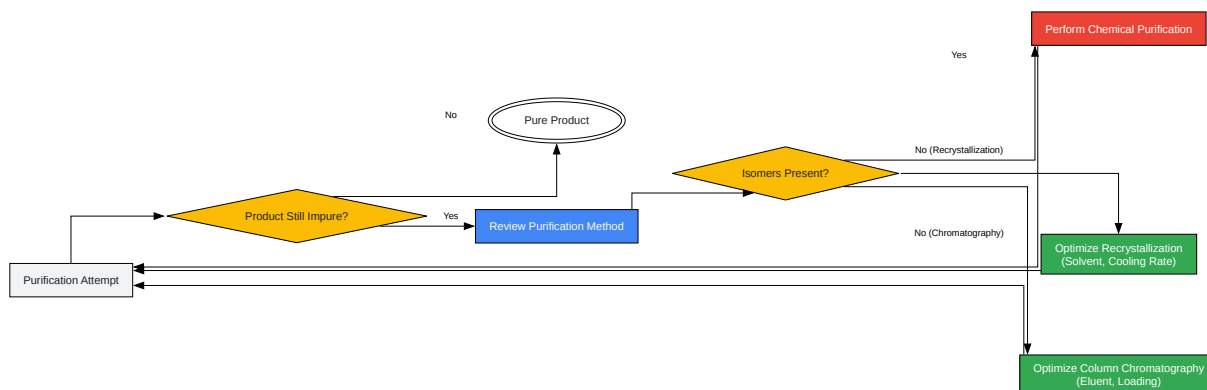 Perform Chemical Purification
Yes
No
Pure Product
No (Recrystallization)
Isomers Present?
Product Still Impure?
Yes
Review Purification Method
No (Chromatography)
Optimize Recrystallization
(Solvent, Cooling Rate)
Purification Attempt
Optimize Column Chromatography
(Eluent, Loading)